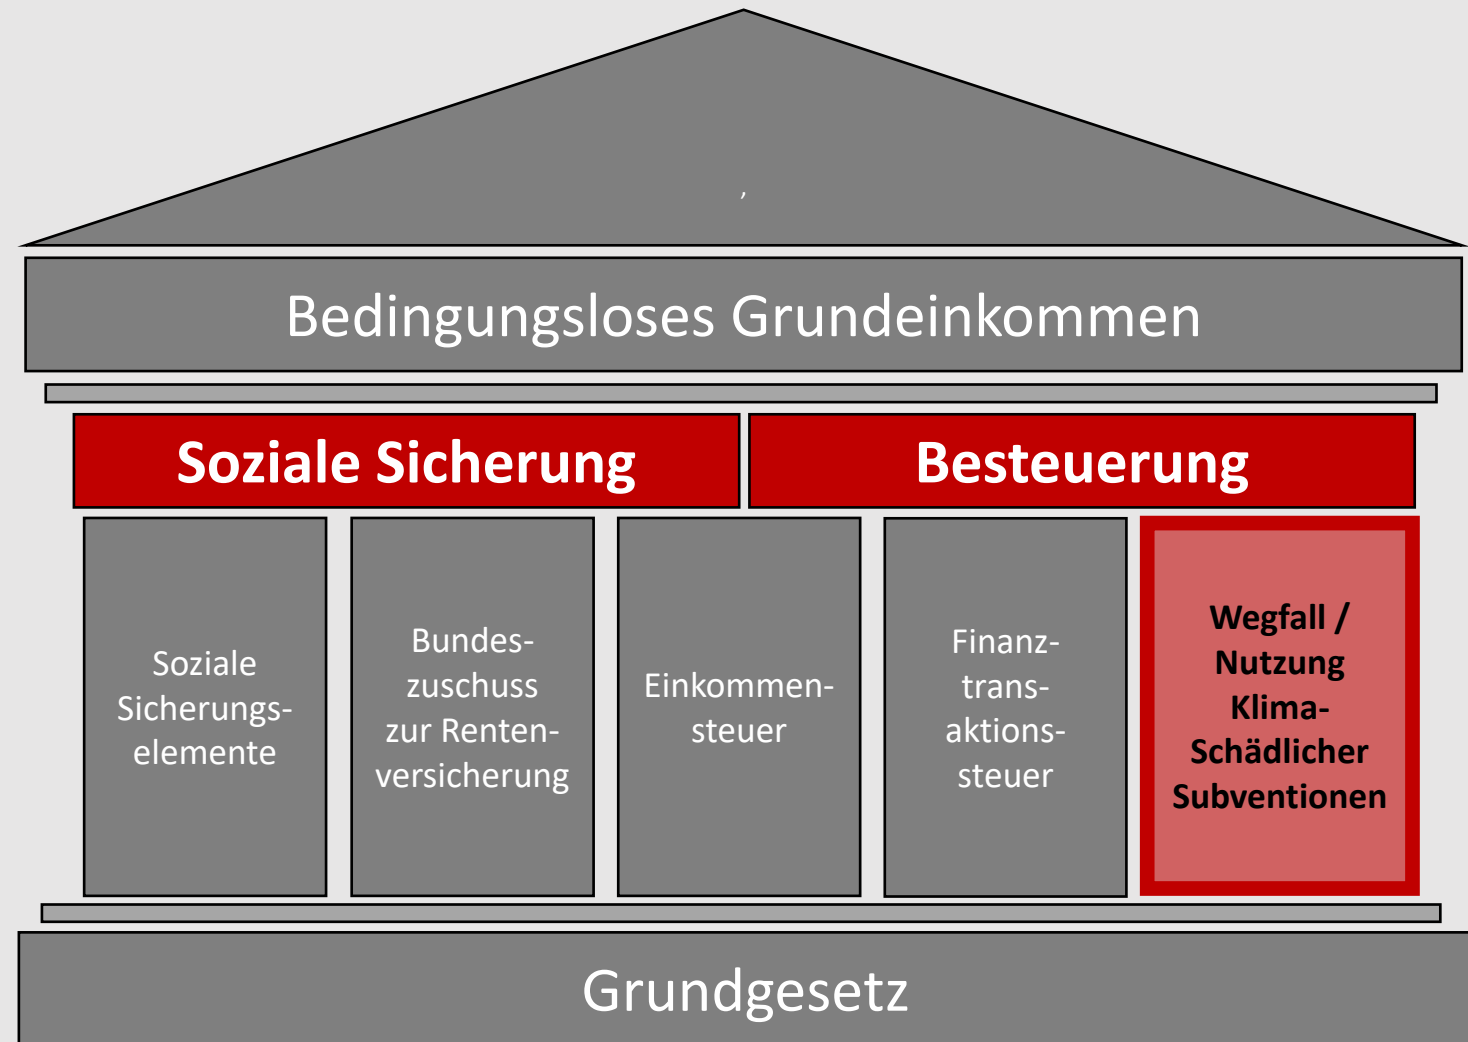 ,
Bedingungsloses Grundeinkommen
Soziale Sicherung
Besteuerung
Soziale
Sicherungs-
elemente
Bundes-
zuschuss
zur Renten-
versicherung
Einkommen-
steuer
Finanz-
trans-
aktions-
steuer
Wegfall /
Nutzung
Klima-
Schädlicher
Subventionen
Grundgesetz